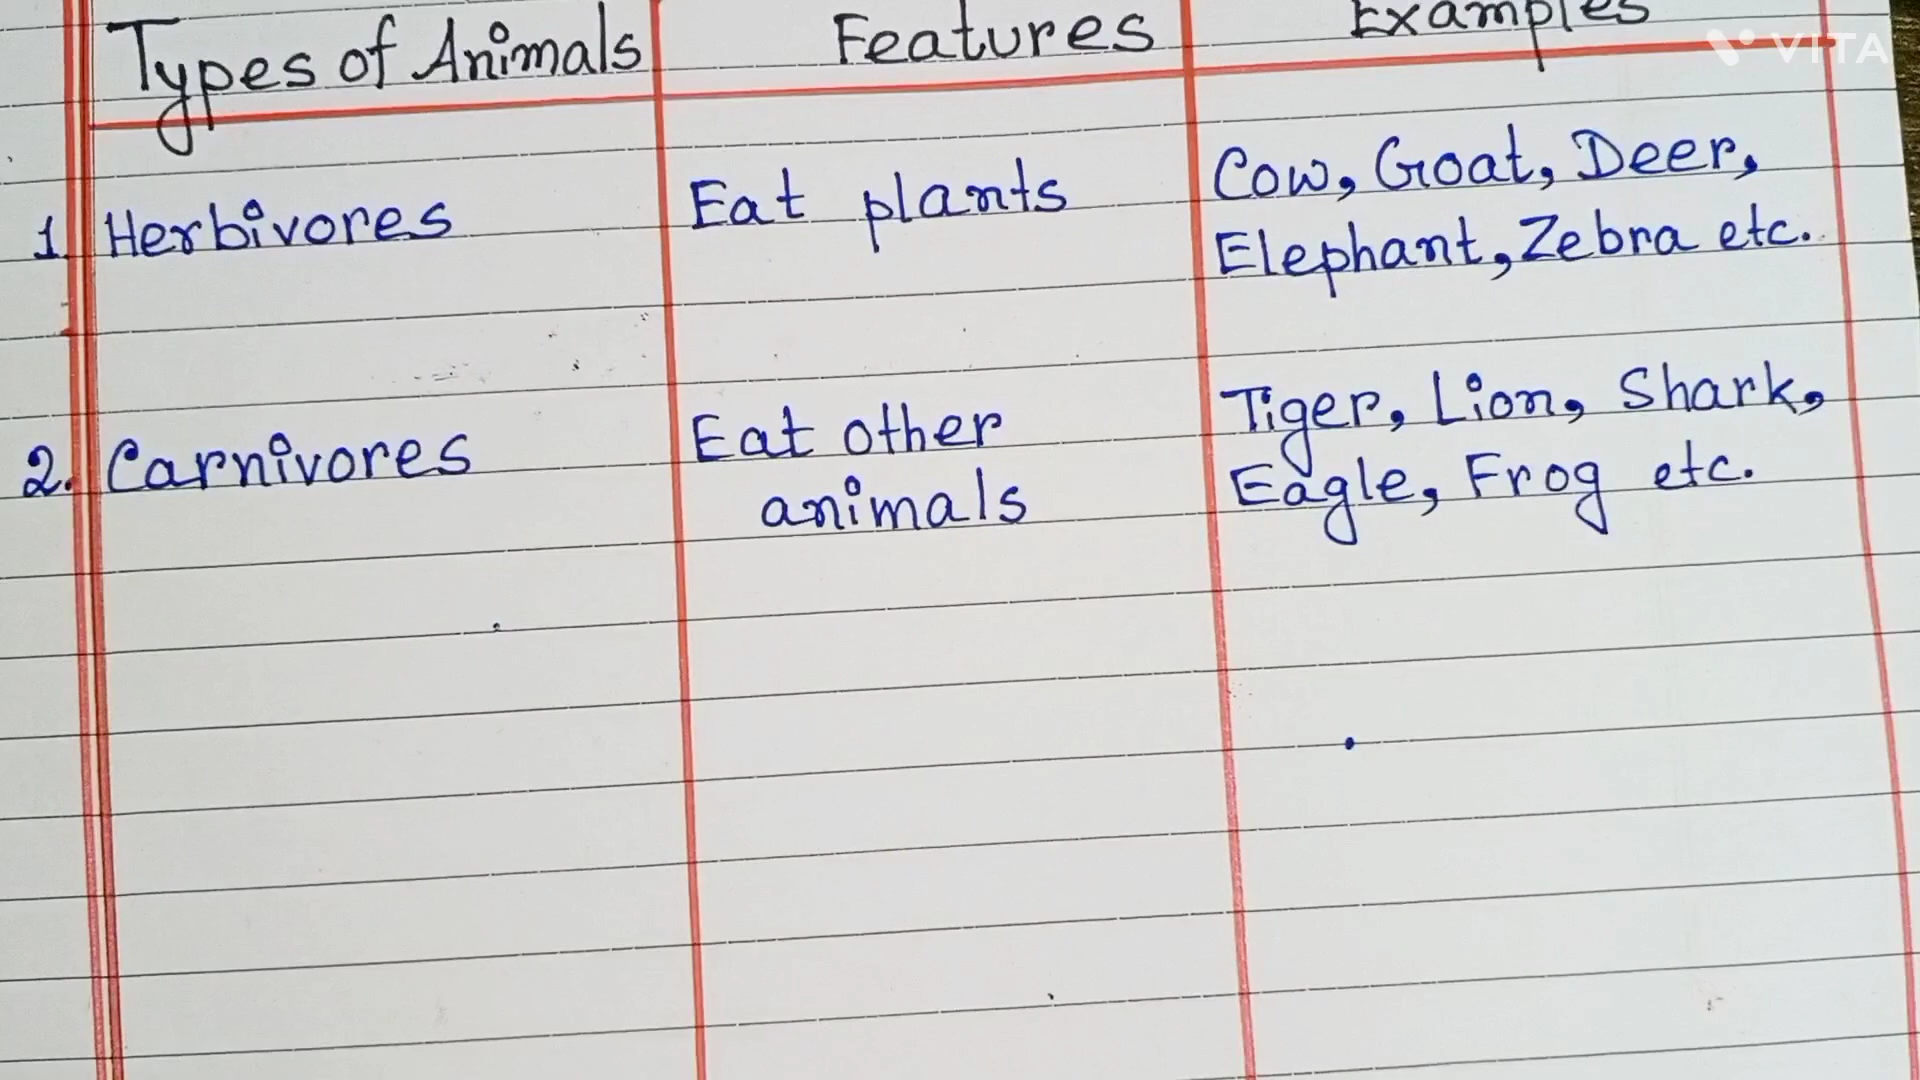 Types of Animals Features Examples
VITA
1. Herbivores Eat plants Cow, Goat, Deer,
Elephant, Zebra etc.
2. Carnivores Eat other animals Tiger, Lion, Shark,
Eagle, Frog etc.